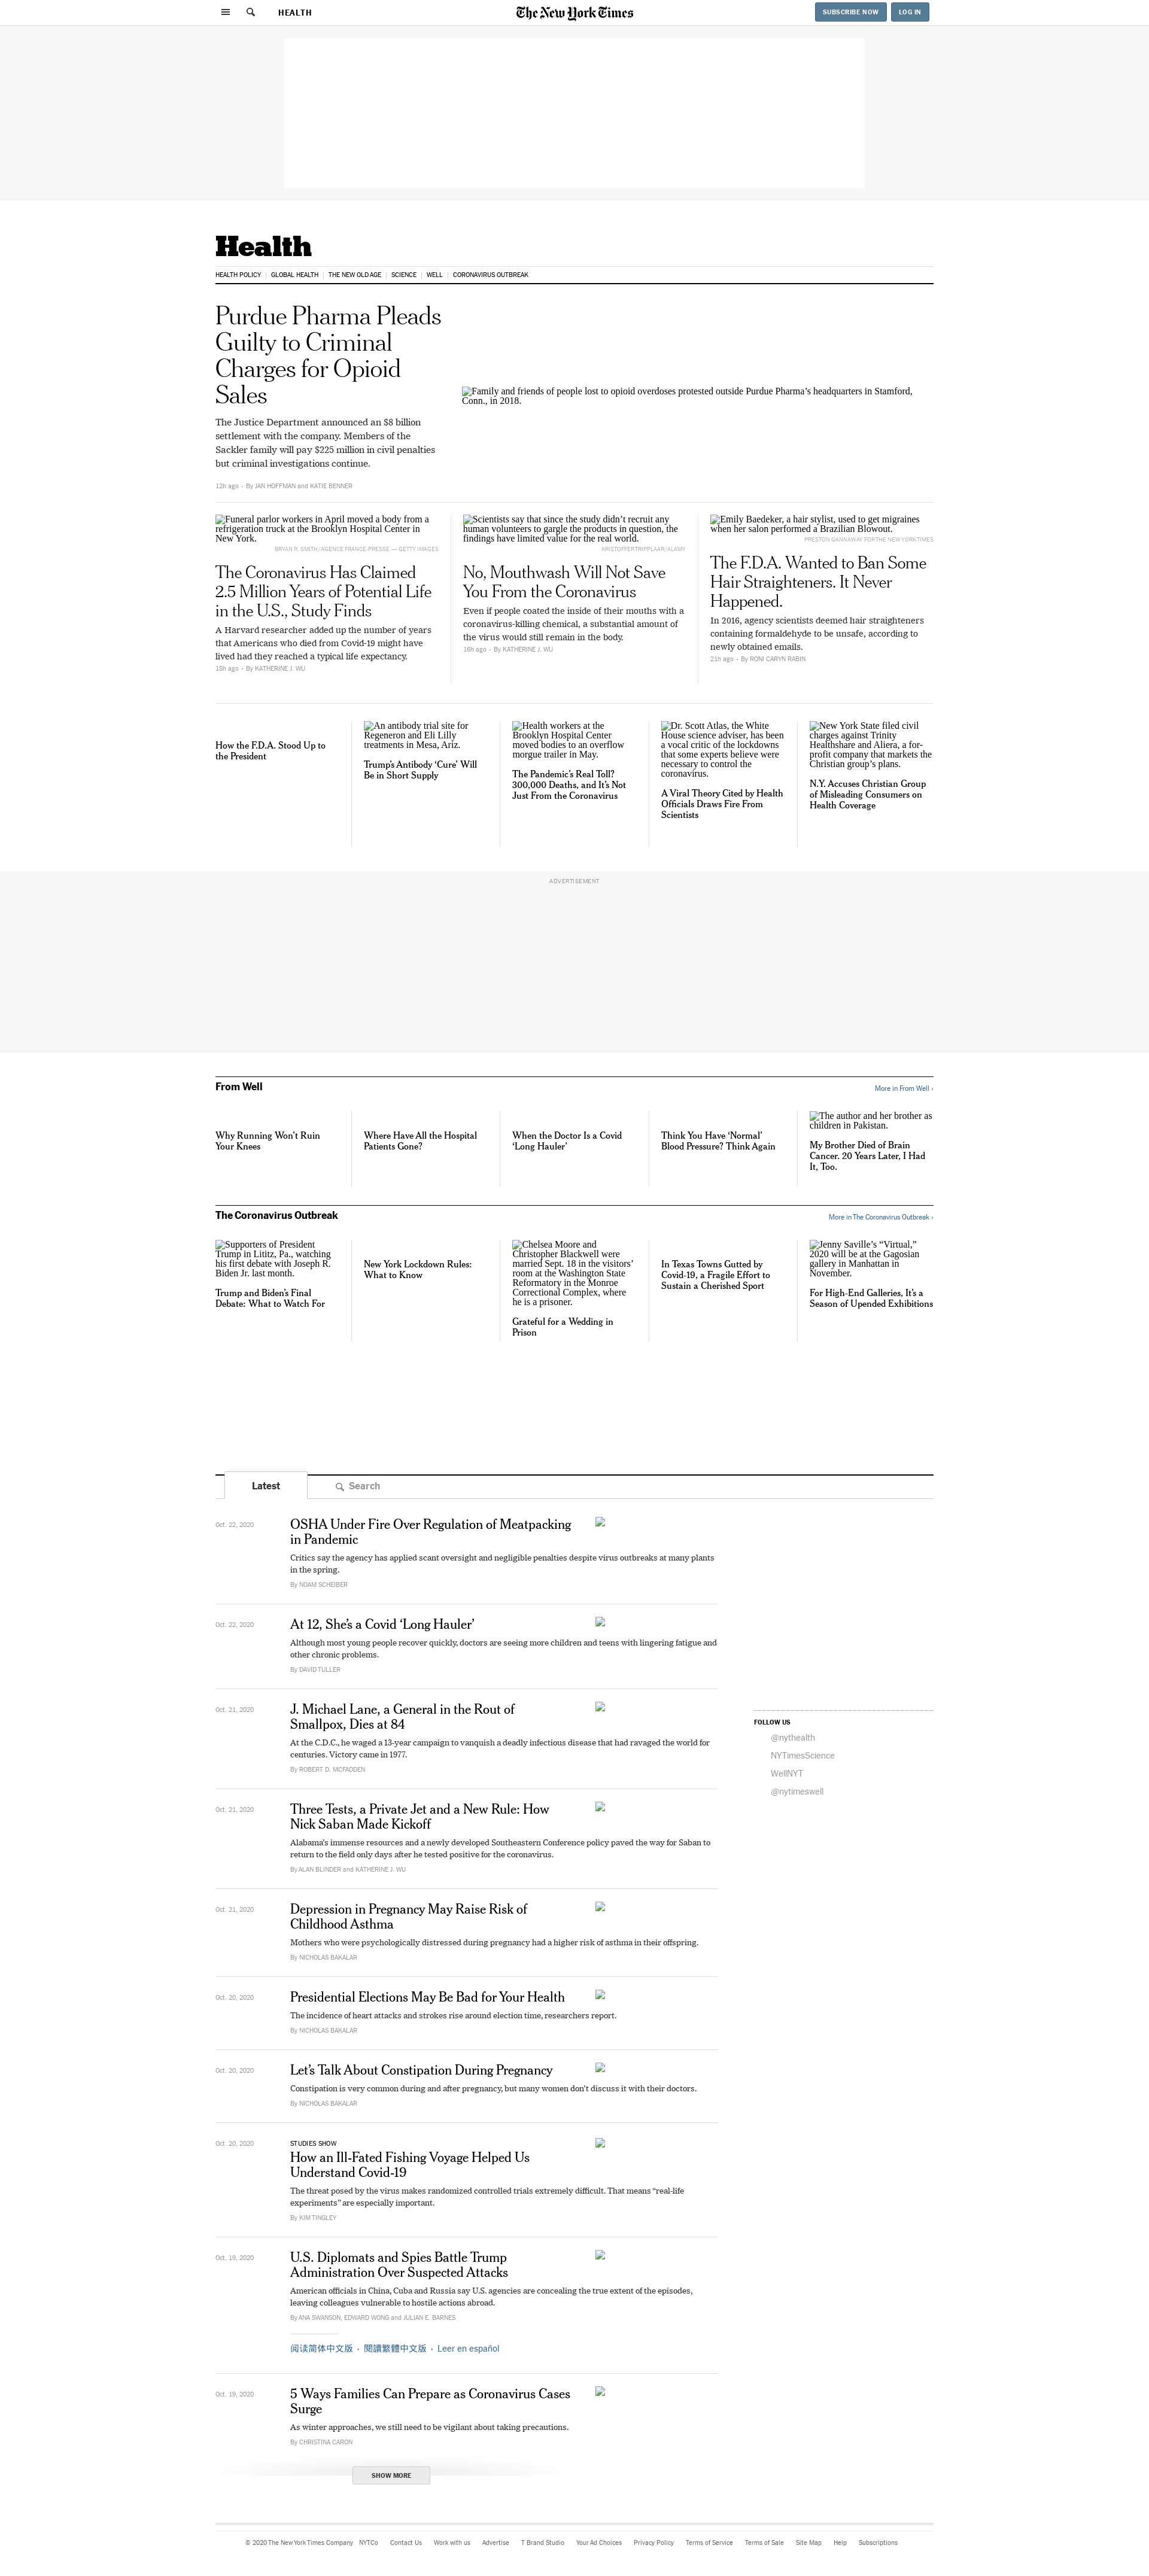 HEALTH
The New York Times
SUBSCRIBE NOW
LOG IN
Health
HEALTH POLICY
GLOBAL HEALTH
THE NEW OLD AGE
SCIENCE
WELL
CORONAVIRUS OUTBREAK
Purdue Pharma Pleads
Guilty to Criminal
Charges for Opioid
Sales
The Justice Department announced an $8 billion
settlement with the company. Members of the
Sackler family will pay $225 million in civil penalties
but criminal investigations continue.
12h ago • By JAN HOFFMAN and KATIE BENNER
Family and friends of people lost to opioid overdoses protested outside Purdue Pharma’s headquarters in Stamford,
Conn., in 2018.
Funeral parlor workers in April moved a body from a
refrigeration truck at the Brooklyn Hospital Center in
New York.
BRYAN R. SMITH/AGENCE FRANCE-PRESSE — GETTY IMAGES
The Coronavirus Has Claimed
2.5 Million Years of Potential Life
in the U.S., Study Finds
A Harvard researcher added up the number of years
that Americans who died from Covid-19 might have
lived had they reached a typical life expectancy.
15h ago • By KATHERINE J. WU
Scientists say that since the study didn’t recruit any
human volunteers to gargle the products in question, the
findings have limited value for the real world.
KRISTOFFER TRIPPLAAR/ALAMY
No, Mouthwash Will Not Save
You From the Coronavirus
Even if people coated the inside of their mouths with a
coronavirus-killing chemical, a substantial amount of
the virus would still remain in the body.
16h ago • By KATHERINE J. WU
Emily Baedeker, a hair stylist, used to get migraines
when her salon performed a Brazilian Blowout.
PRESTON GANNAWAY FOR THE NEW YORK TIMES
The F.D.A. Wanted to Ban Some
Hair Straighteners. It Never
Happened.
In 2016, agency scientists deemed hair straighteners
containing formaldehyde to be unsafe, according to
newly obtained emails.
21h ago • By RONI CARYN RABIN
How the F.D.A. Stood Up to
the President
An antibody trial site for
Regeneron and Eli Lilly
treatments in Mesa, Ariz.
Trump’s Antibody ‘Cure’ Will
Be in Short Supply
Health workers at the
Brooklyn Hospital Center
moved bodies to an overflow
morgue trailer in May.
The Pandemic’s Real Toll?
300,000 Deaths, and It’s Not
Just From the Coronavirus
Dr. Scott Atlas, the White
House science adviser, has been
a vocal critic of the lockdowns
that some experts believe were
necessary to control the
coronavirus.
A Viral Theory Cited by Health
Officials Draws Fire From
Scientists
New York State filed civil
charges against Trinity
Healthshare and Aliera, a for-
profit company that markets the
Christian group’s plans.
N.Y. Accuses Christian Group
of Misleading Consumers on
Health Coverage
ADVERTISEMENT
From Well
More in From Well ›
Why Running Won’t Ruin
Your Knees
Where Have All the Hospital
Patients Gone?
When the Doctor Is a Covid
‘Long Hauler’
Think You Have ‘Normal’
Blood Pressure? Think Again
The author and her brother as
children in Pakistan.
My Brother Died of Brain
Cancer. 20 Years Later, I Had
It, Too.
The Coronavirus Outbreak
More in The Coronavirus Outbreak ›
Supporters of President
Trump in Lititz, Pa., watching
his first debate with Joseph R.
Biden Jr. last month.
Trump and Biden’s Final
Debate: What to Watch For
New York Lockdown Rules:
What to Know
Chelsea Moore and
Christopher Blackwell were
married Sept. 18 in the visitors’
room at the Washington State
Reformatory in the Monroe
Correctional Complex, where
he is a prisoner.
Grateful for a Wedding in
Prison
In Texas Towns Gutted by
Covid-19, a Fragile Effort to
Sustain a Cherished Sport
Jenny Saville’s “Virtual,”
2020 will be at the Gagosian
gallery in Manhattan in
November.
For High-End Galleries, It’s a
Season of Upended Exhibitions
Latest
Search
Oct. 22, 2020
OSHA Under Fire Over Regulation of Meatpacking
in Pandemic
Critics say the agency has applied scant oversight and negligible penalties despite virus outbreaks at many plants
in the spring.
By NOAM SCHEIBER
Oct. 22, 2020
At 12, She’s a Covid ‘Long Hauler’
Although most young people recover quickly, doctors are seeing more children and teens with lingering fatigue and
other chronic problems.
By DAVID TULLER
Oct. 21, 2020
J. Michael Lane, a General in the Rout of
Smallpox, Dies at 84
At the C.D.C., he waged a 13-year campaign to vanquish a deadly infectious disease that had ravaged the world for
centuries. Victory came in 1977.
By ROBERT D. MCFADDEN
FOLLOW US
@nythealth
NYTimesScience
WellNYT
@nytimeswell
Oct. 21, 2020
Three Tests, a Private Jet and a New Rule: How
Nick Saban Made Kickoff
Alabama’s immense resources and a newly developed Southeastern Conference policy paved the way for Saban to
return to the field only days after he tested positive for the coronavirus.
By ALAN BLINDER and KATHERINE J. WU
Oct. 21, 2020
Depression in Pregnancy May Raise Risk of
Childhood Asthma
Mothers who were psychologically distressed during pregnancy had a higher risk of asthma in their offspring.
By NICHOLAS BAKALAR
Oct. 20, 2020
Presidential Elections May Be Bad for Your Health
The incidence of heart attacks and strokes rise around election time, researchers report.
By NICHOLAS BAKALAR
Oct. 20, 2020
Let’s Talk About Constipation During Pregnancy
Constipation is very common during and after pregnancy, but many women don’t discuss it with their doctors.
By NICHOLAS BAKALAR
Oct. 20, 2020
STUDIES SHOW
How an Ill-Fated Fishing Voyage Helped Us
Understand Covid-19
The threat posed by the virus makes randomized controlled trials extremely difficult. That means “real-life
experiments” are especially important.
By KIM TINGLEY
Oct. 19, 2020
U.S. Diplomats and Spies Battle Trump
Administration Over Suspected Attacks
American officials in China, Cuba and Russia say U.S. agencies are concealing the true extent of the episodes,
leaving colleagues vulnerable to hostile actions abroad.
By ANA SWANSON, EDWARD WONG and JULIAN E. BARNES
阅读简体中文版 • 閱讀繁體中文版 • Leer en español
Oct. 19, 2020
5 Ways Families Can Prepare as Coronavirus Cases
Surge
As winter approaches, we still need to be vigilant about taking precautions.
By CHRISTINA CARON
SHOW MORE
© 2020 The New York Times Company NYTCo Contact Us Work with us Advertise T Brand Studio Your Ad Choices Privacy Policy Terms of Service Terms of Sale Site Map Help Subscriptions